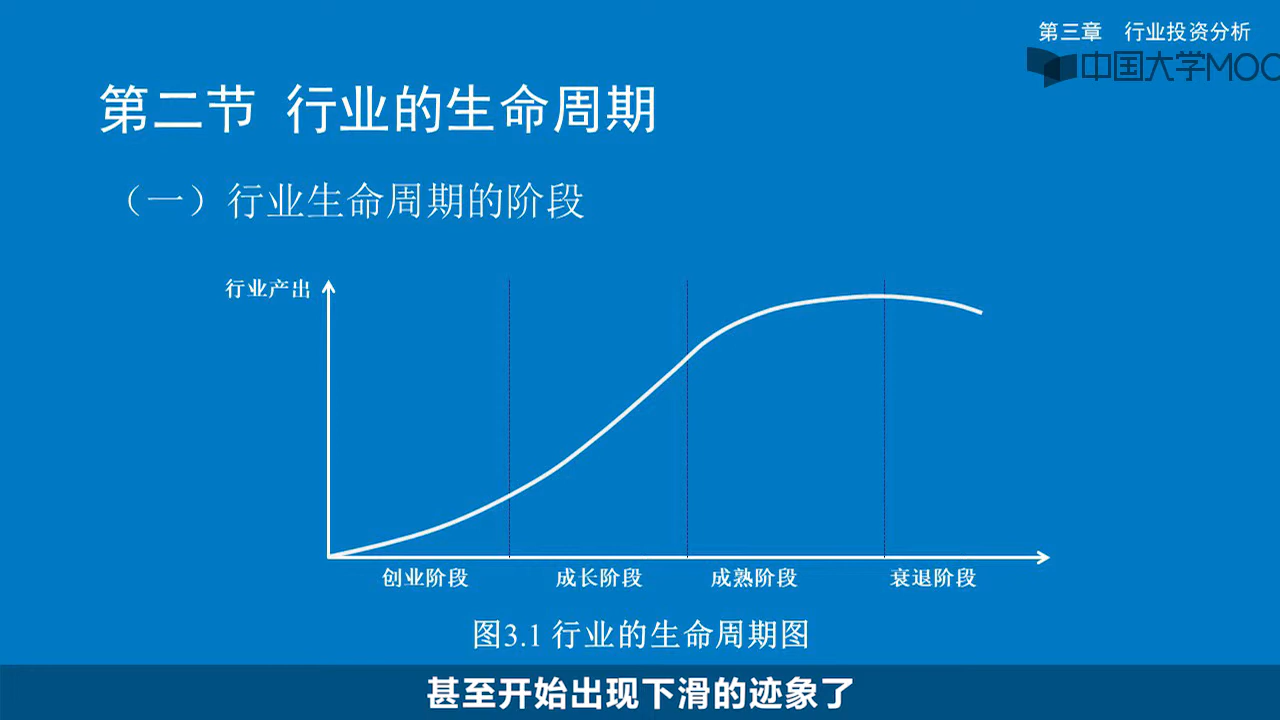 第三章 行业投资分析
中国大学MOO
第二节 行业的生命周期
（一）行业生命周期的阶段
行业产出
创业阶段 成长阶段 成熟阶段 衰退阶段
图3.1 行业的生命周期图
甚至开始出现下滑的迹象了